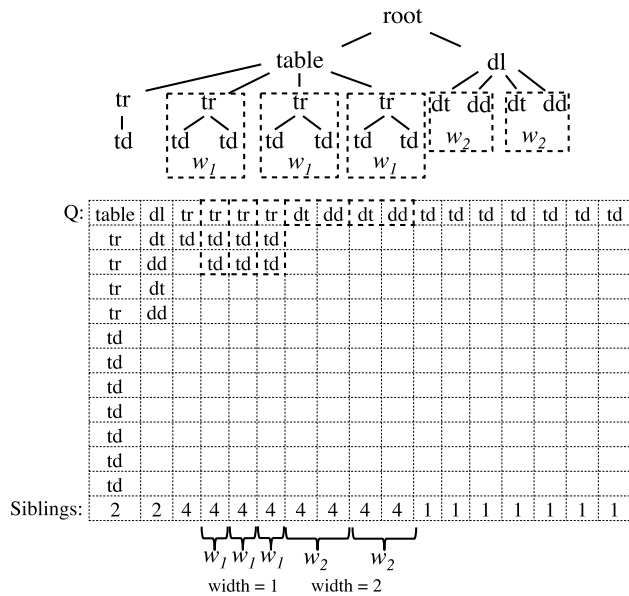 root
table dl
tr tr tr tr dt dd dt dd
td td td td td td td w2 w2
w1 w1 w1
Q: table dl tr tr tr tr dt dd dt dd td td td td td td td
tr dt td td td td
tr dd td td td
tr dt
tr dd
td
td
td
td
td
td
td
Siblings: 2 2 4 4 4 4 4 4 4 4 1 1 1 1 1 1 1
w1 w1 w1 w2 w2
width = 1 width = 2